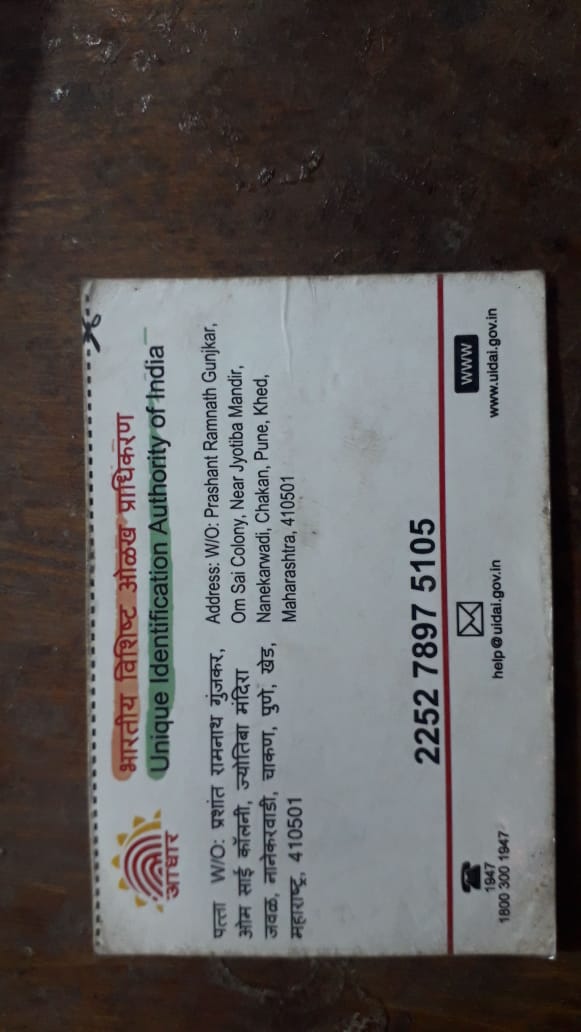 भारतीय विशिष्ट ओळख प्राधिकरण
Unique Identification Authority of India
आधार
पत्ता W/O: प्रशांत रामनाथ गुंजकर,
ओम साई कॉलनी, ज्योतिबा मंदिरा
जवळ, नानेकरवाडी, चाकण, पुणे, खेड,
महाराष्ट्र, 410501
Address: W/O: Prashant Ramnath Gunjkar,
Om Sai Colony, Near Jyotiba Mandir,
Nanekarwadi, Chakan, Pune, Khed,
Maharashtra, 410501
2252 7897 5105
1947
1800 300 1947
help@uidai.gov.in
WWW
www.uidai.gov.in